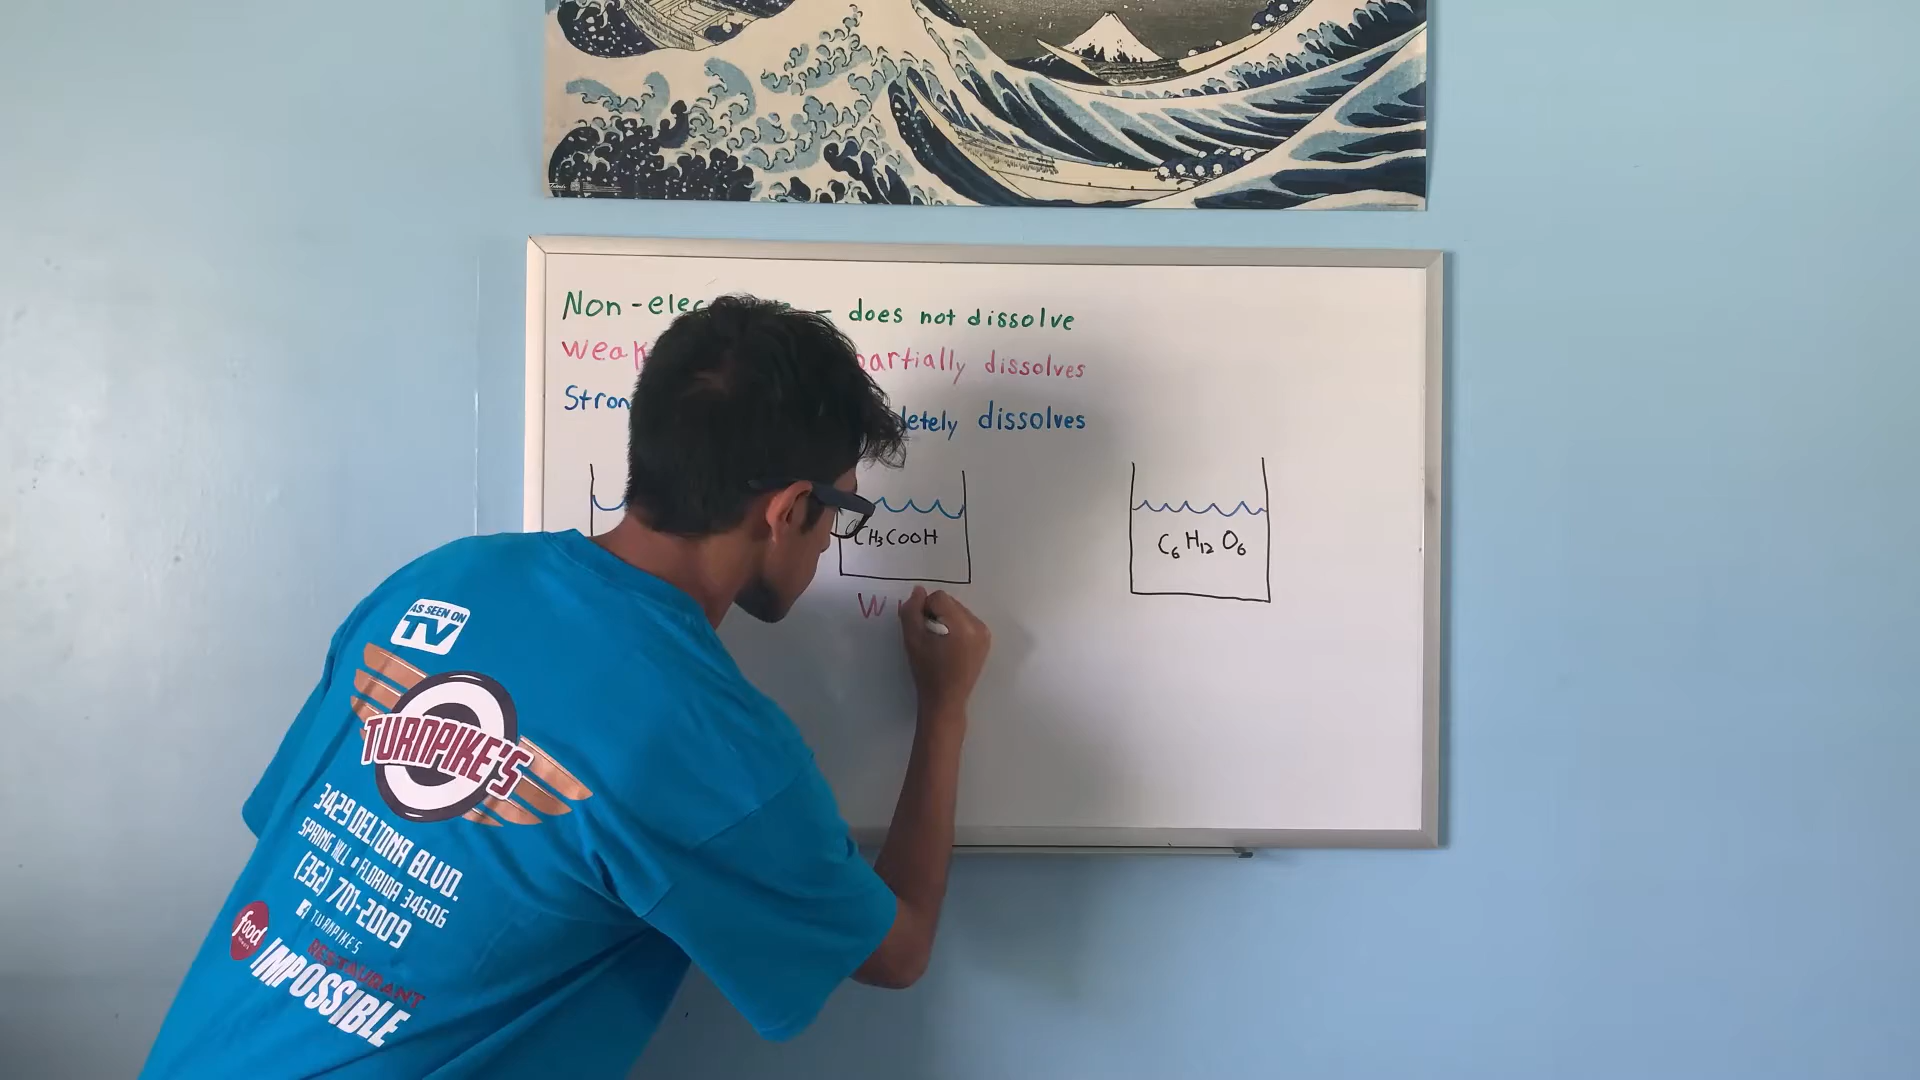 Non-elec - does not dissolve
Weak partially dissolves
Stron letely dissolves
CH₃COOH
C₆H₁₂O₆
W
AS SEEN ON
TV
TURNPIKE'S
3429 DELTONA BLVD.
SPRING HILL • FLORIDA 34606
(352) 701-2009
TURNPIKE'S
food
RESTAURANT
IMPOSSIBLE